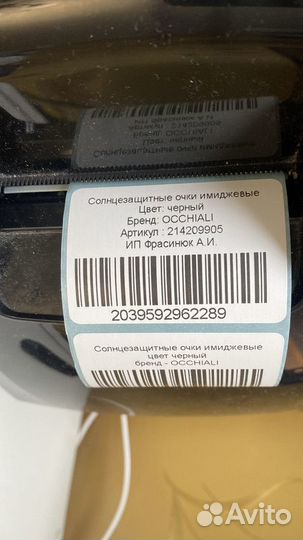 Солнцезащитные очки имиджевые
Цвет: черный
Бренд: OCCHIALI
Артикул : 214209905
ИП Фрасинюк А.И.
2039592962289
Солнцезащитные очки имиджевые
цвет черный
бренд - OCCHIALI
Avito